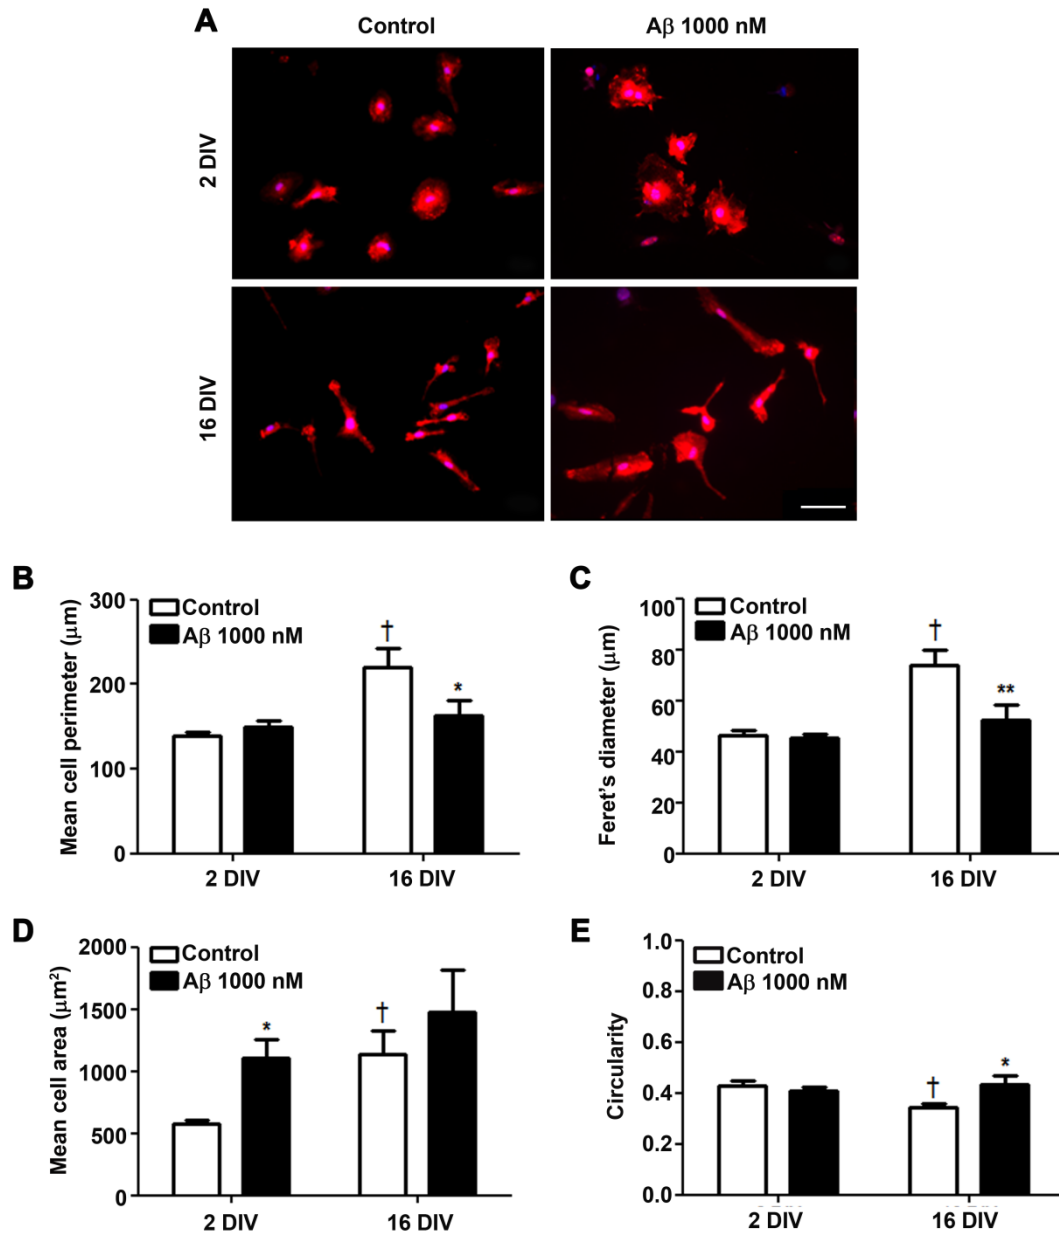 A
Control
Aβ 1000 nM
2 DIV
16 DIV
B
Mean cell perimeter (μm)
300
200
100
0
Control
Aβ 1000 nM
†
*
2 DIV
16 DIV
C
Feret's diameter (μm)
100
80
60
40
20
0
Control
Aβ 1000 nM
†
**
2 DIV
16 DIV
D
Mean cell area (μm²)
2000
1500
1000
500
0
Control
Aβ 1000 nM
*
†
2 DIV
16 DIV
E
Circularity
1.0
0.8
0.6
0.4
0.2
0.0
Control
Aβ 1000 nM
†
*
2 DIV
16 DIV